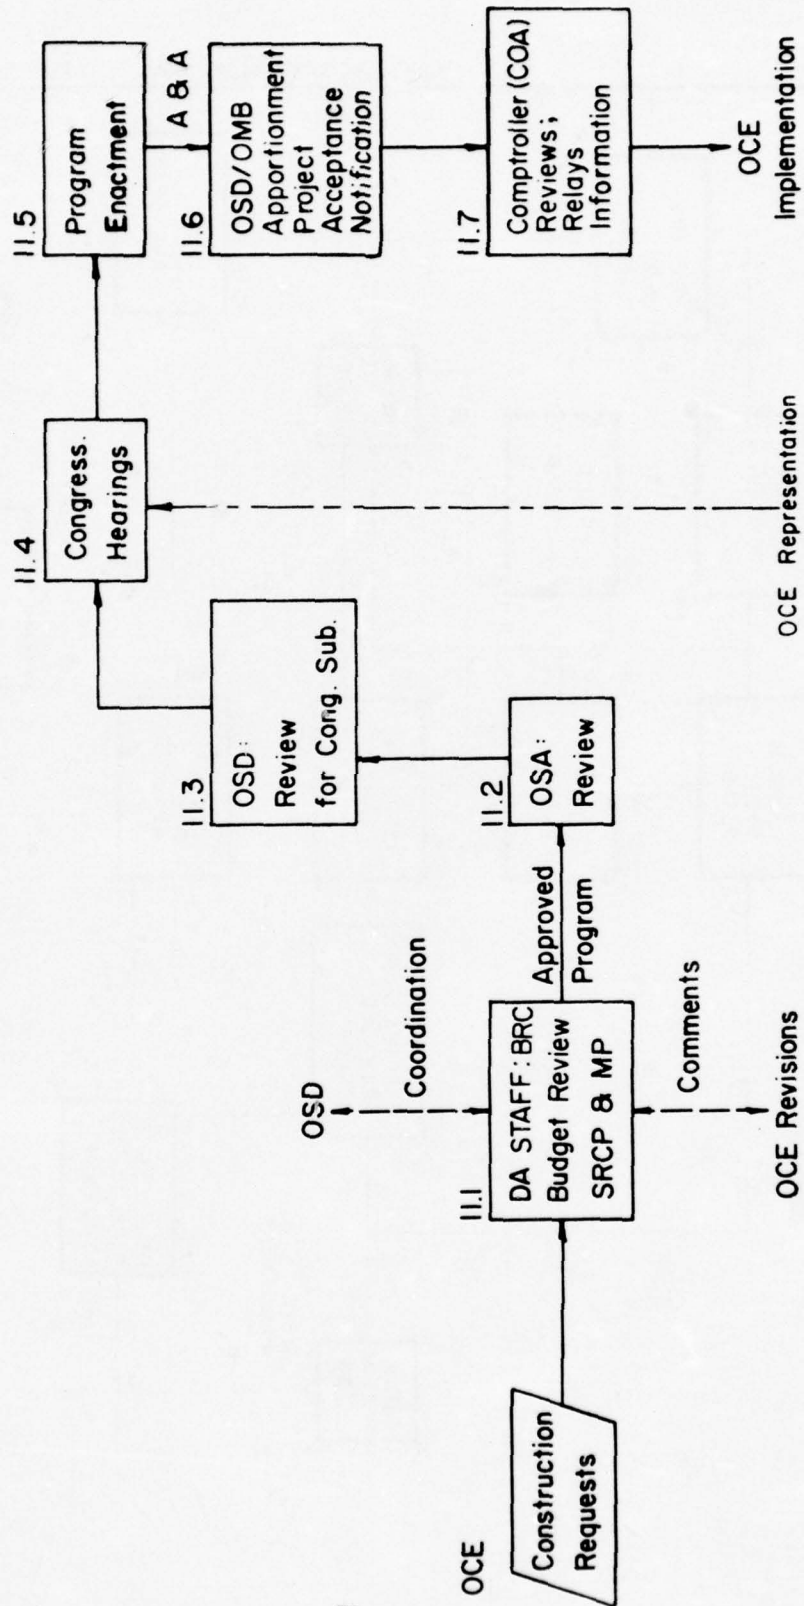 OCE
Construction
Requests
11.1
DA STAFF: BRC
Budget Review
SRCP & MP
OSD
Coordination
Comments
OCE Revisions
Approved
Program
11.2
OSA:
Review
11.3
OSD:
Review
for Cong. Sub.
11.4
Congress.
Hearings
OCE Representation
11.5
Program
Enactment
A & A
11.6
OSD/OMB
Apportionment
Project
Acceptance
Notification
11.7
Comptroller (COA)
Reviews;
Relays
Information
OCE
Implementation